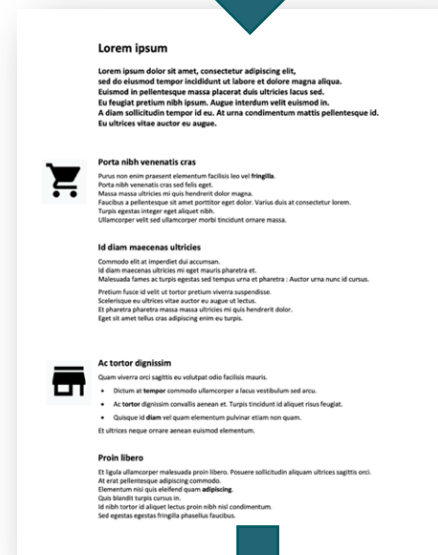 Lorem ipsum
Lorem ipsum dolor sit amet, consectetur adipiscing elit,
sed do eiusmod tempor incididunt ut labore et dolore magna aliqua.
Euismod in pellentesque massa placerat duis ultricies lacus sed.
Eu feugiat pretium nibh ipsum. Augue interdum velit euismod in.
A diam sollicitudin tempor id eu. At urna condimentum mattis pellentesque id.
Eu ultrices vitae auctor eu augue.
Porta nibh venenatis cras
Purus non enim praesent elementum facilisis leo vel fringilla.
Porta nibh venenatis cras sed felis eget.
Massa massa ultricies mi quis hendrerit dolor magna.
Faucibus a pellentesque sit amet porttitor eget dolor. Varius duis at consectetur lorem.
Turpis egestas integer eget aliquet nibh.
Ullamcorper velit sed ullamcorper morbi tincidunt ornare massa.
Id diam maecenas ultricies
Commodo elit at imperdiet dui accumsan.
Id diam maecenas ultricies mi eget mauris pharetra et.
Malesuada fames ac turpis egestas sed tempus urna et pharetra : Auctor urna nunc id cursus.
Pretium fusce id velit ut tortor pretium viverra suspendisse.
Scelerisque eu ultrices vitae auctor eu augue ut lectus.
Et pharetra pharetra massa massa ultricies mi quis hendrerit dolor.
Eget sit amet tellus cras adipiscing enim eu turpis.
Ac tortor dignissim
Quam viverra orci sagittis eu volutpat odio facilisis mauris.
• Dictum at tempor commodo ullamcorper a lacus vestibulum sed arcu.
• Ac tortor dignissim convallis aenean et. Turpis tincidunt id aliquet risus feugiat.
• Quisque id diam vel quam elementum pulvinar etiam non quam.
Et ultrices neque ornare aenean euismod elementum.
Proin libero
Et ligula ullamcorper malesuada proin libero. Posuere sollicitudin aliquam ultrices sagittis orci.
At erat pellentesque adipiscing commodo.
Elementum nisi quis eleifend quam adipiscing.
Quis blandit turpis cursus in.
Id nibh tortor id aliquet lectus proin nibh nisl condimentum.
Sed egestas egestas fringilla phasellus faucibus.